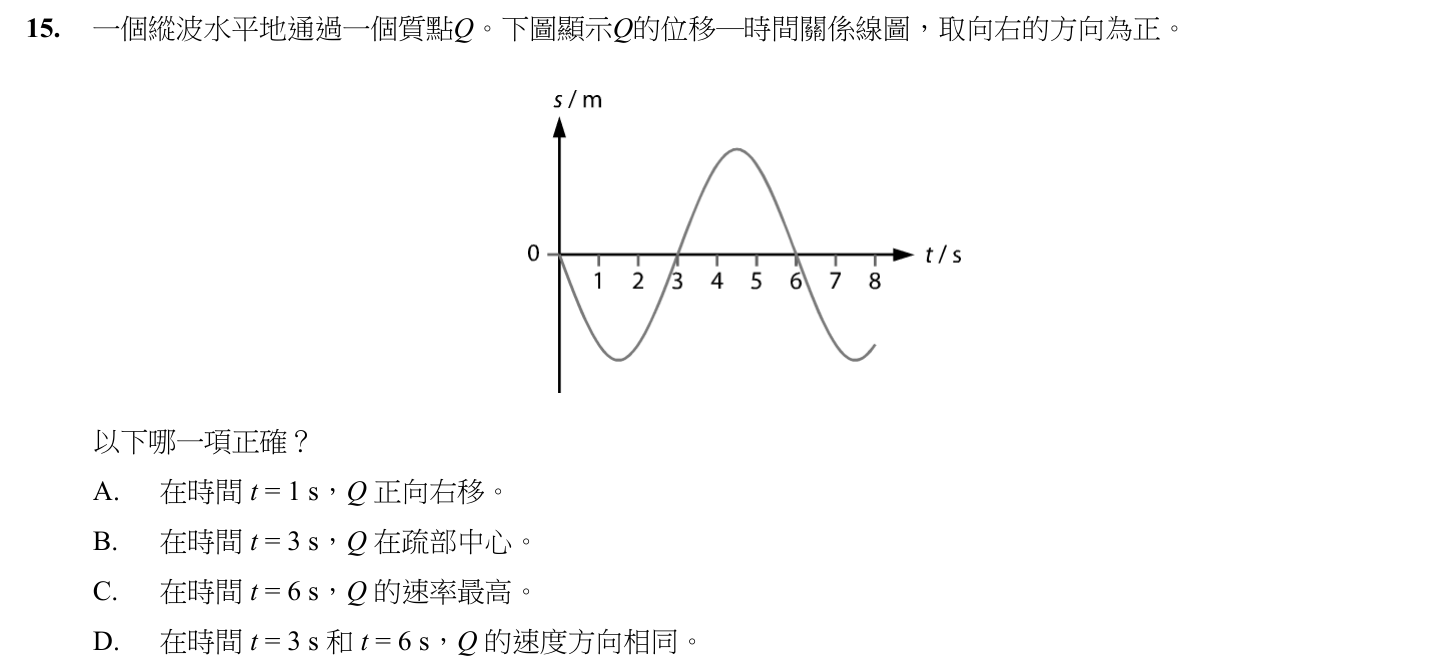 15. 一個縱波水平地通過一個質點Q。下圖顯示Q的位移—時間關係線圖，取向右的方向為正。
s / m
0
t / s
1 2 3 4 5 6 7 8
以下哪一項正確？
A. 在時間 t = 1 s，Q 正向右移。
B. 在時間 t = 3 s，Q 在疏部中心。
C. 在時間 t = 6 s，Q 的速率最高。
D. 在時間 t = 3 s 和 t = 6 s，Q 的速度方向相同。